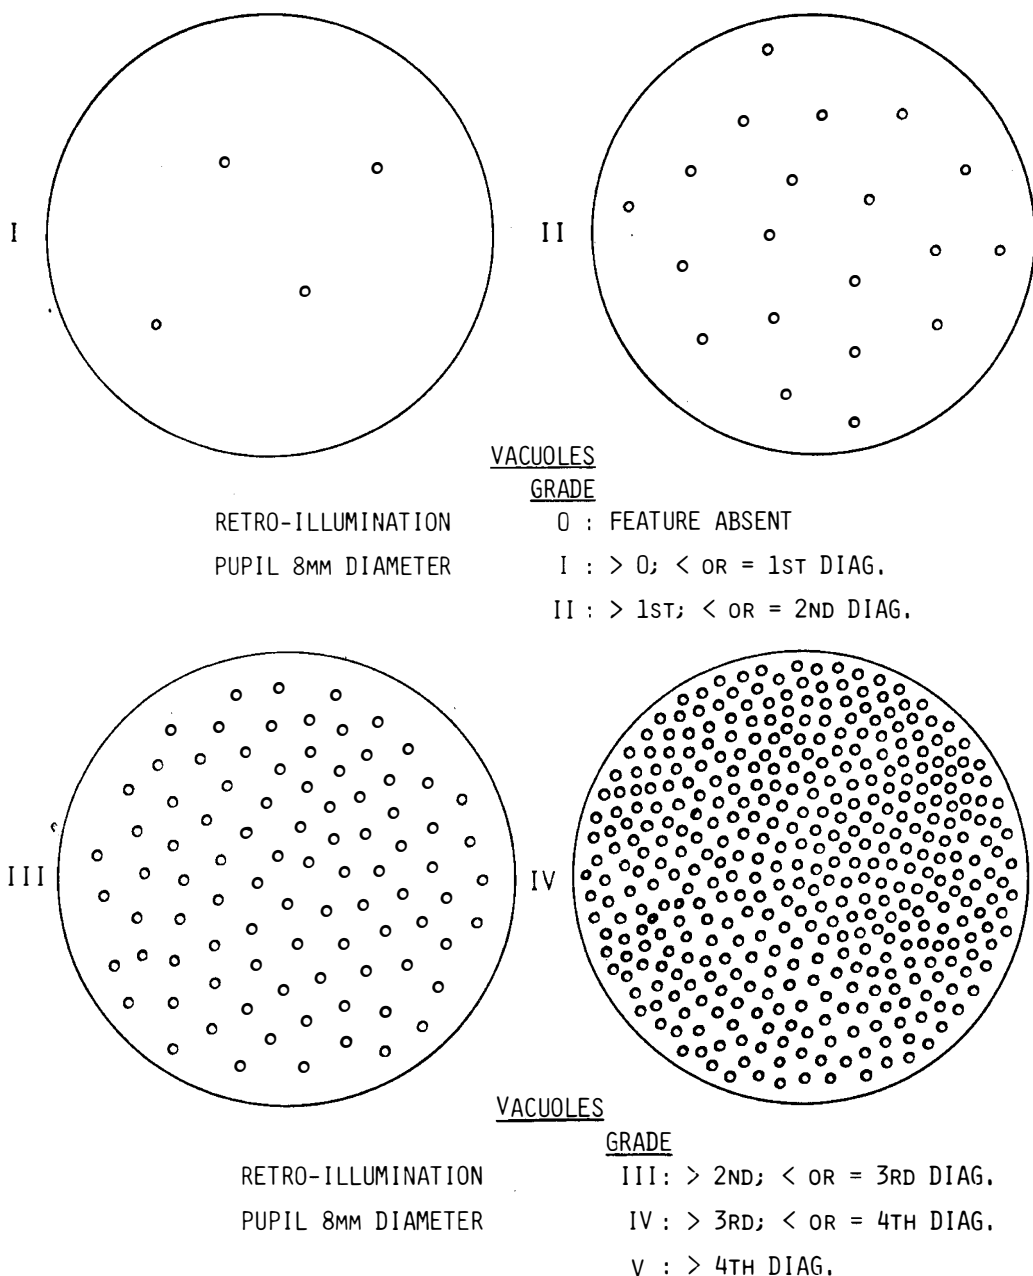 I
II
VACUOLES
GRADE
RETRO-ILLUMINATION 0 : FEATURE ABSENT
PUPIL 8MM DIAMETER I : > 0; < OR = 1ST DIAG.
II : > 1ST; < OR = 2ND DIAG.
III
IV
VACUOLES
GRADE
RETRO-ILLUMINATION III: > 2ND; < OR = 3RD DIAG.
PUPIL 8MM DIAMETER IV : > 3RD; < OR = 4TH DIAG.
V : > 4TH DIAG.